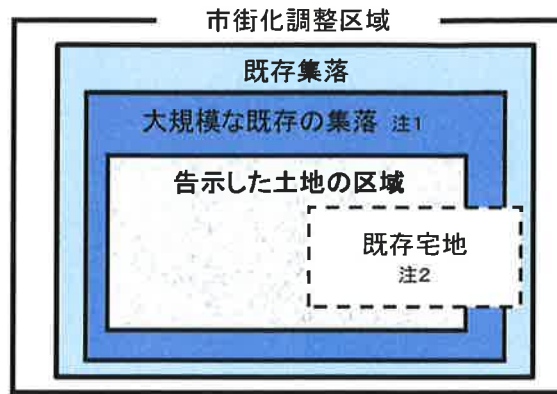 市街化調整区域
既存集落
大規模な既存の集落 注1
告示した土地の区域
既存宅地
注2